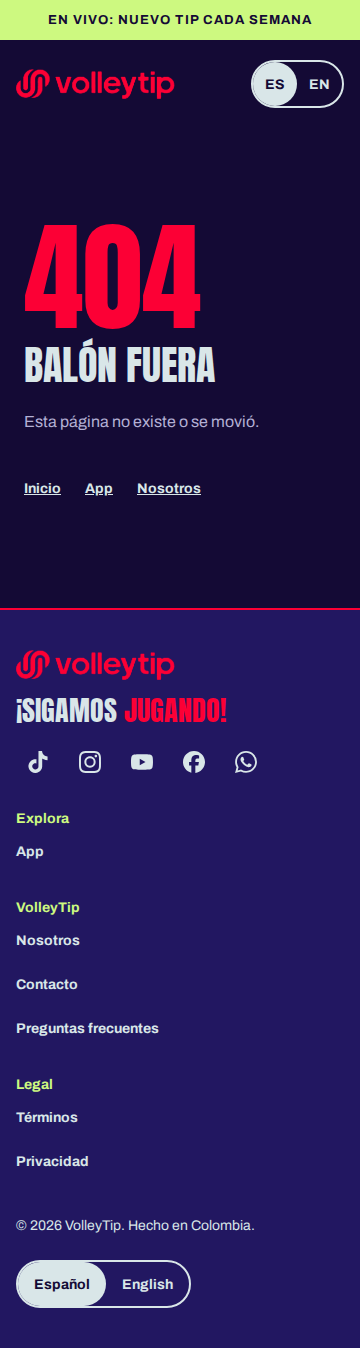 EN VIVO: NUEVO TIP CADA SEMANA
volleytip
ES EN
404
BALÓN FUERA
Esta página no existe o se movió.
Inicio App Nosotros
volleytip
¡SIGAMOS JUGANDO!
Explora
App
VolleyTip
Nosotros
Contacto
Preguntas frecuentes
Legal
Términos
Privacidad
© 2026 VolleyTip. Hecho en Colombia.
Español English